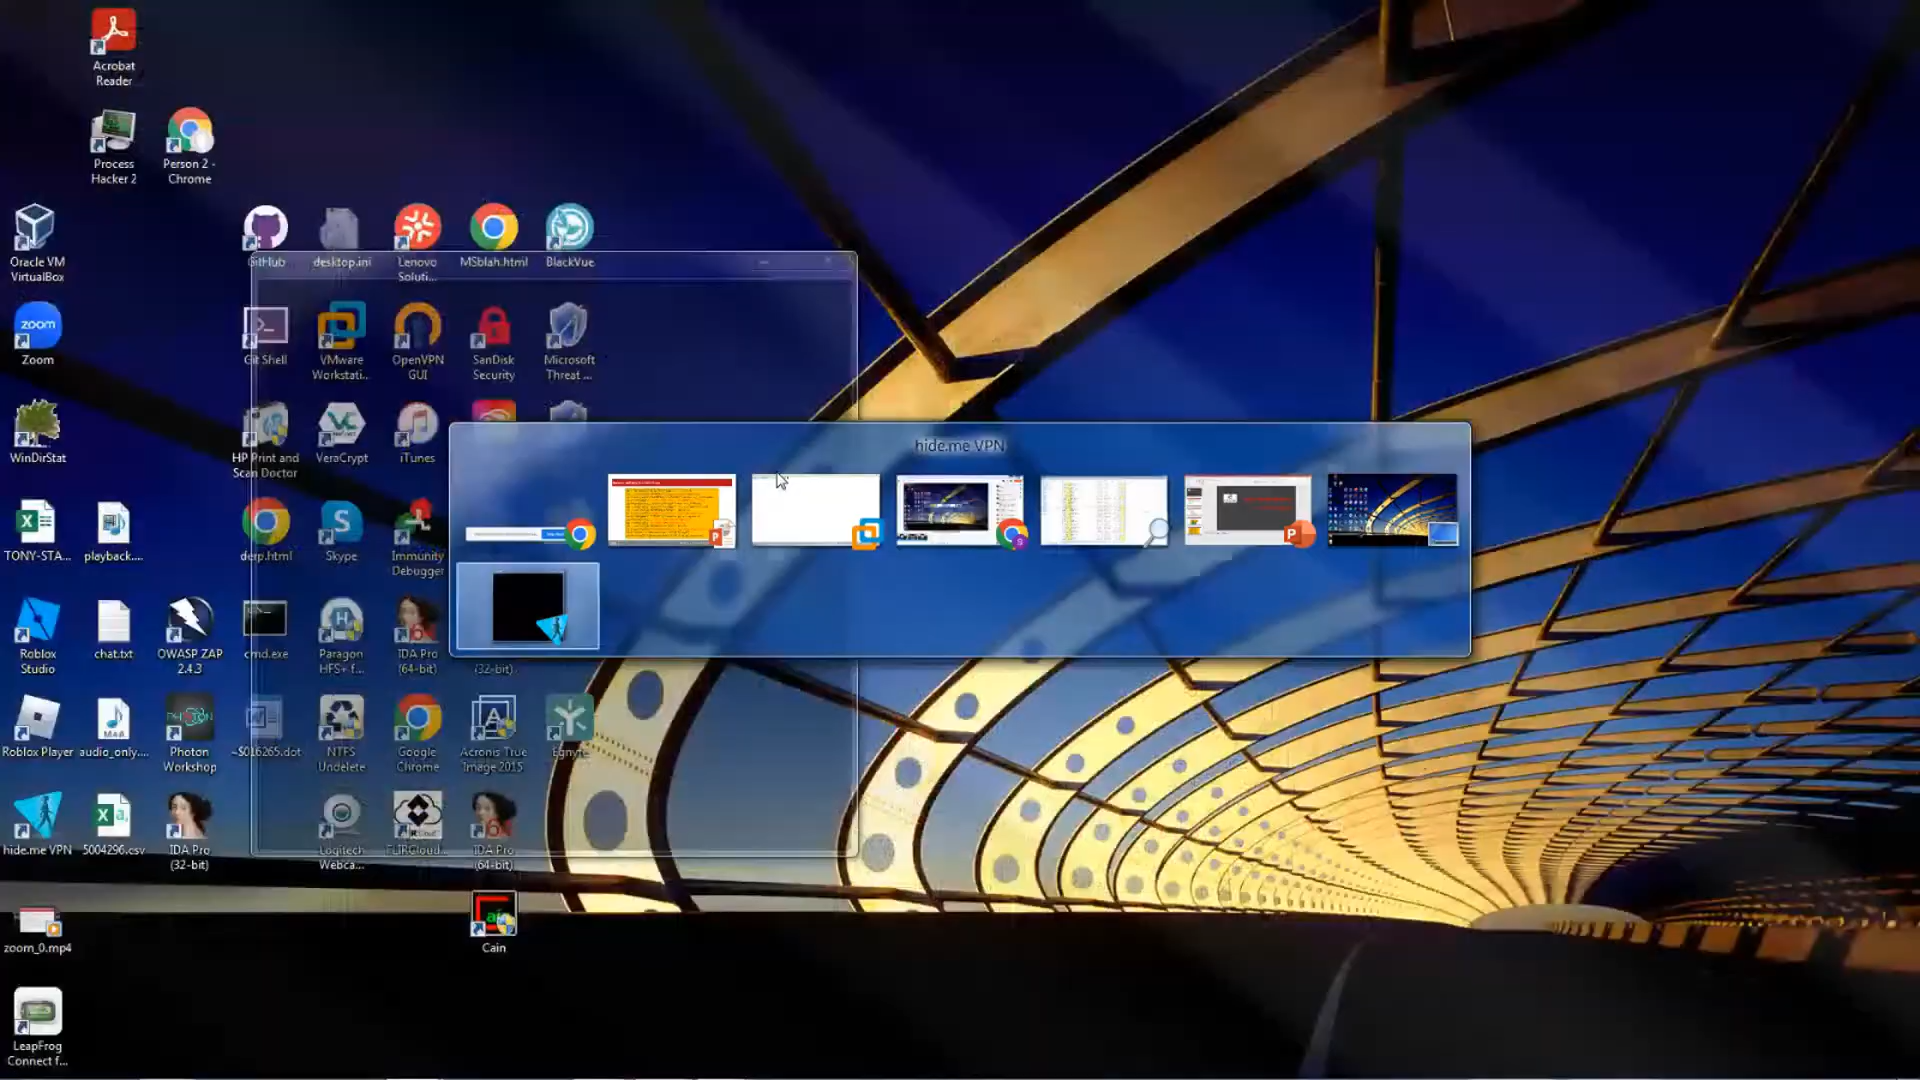 Acrobat
Reader
Process
Hacker 2
Person 2 -
Chrome
Oracle VM
VirtualBox
GitHub
desktop.ini
Lenovo
Soluti...
MSblah.html
BlackVue
zoom
Zoom
Git Shell
VMware
Workstati...
OpenVPN
GUI
SanDisk
Security
Microsoft
Threat ...
WinDirStat
HP Print and
Scan Doctor
VeraCrypt
iTunes
hide.me VPN
TONY-STA...
playback....
derp.html
Skype
Immunity
Debugger
Roblox
Studio
chat.txt
OWASP ZAP
2.4.3
cmd.exe
Paragon
HFS+ f...
IDA Pro
(64-bit)
(32-bit)
Roblox Player
audio_only....
Photon
Workshop
~$016265.dot
NTFS
Undelete
Google
Chrome
Acronis True
Image 2015
Egnyte
hide.me VPN
5004296.csv
IDA Pro
(32-bit)
Logitech
Webca...
FLIRCloud...
IDA Pro
(64-bit)
zoom_0.mp4
Cain
LeapFrog
Connect f...